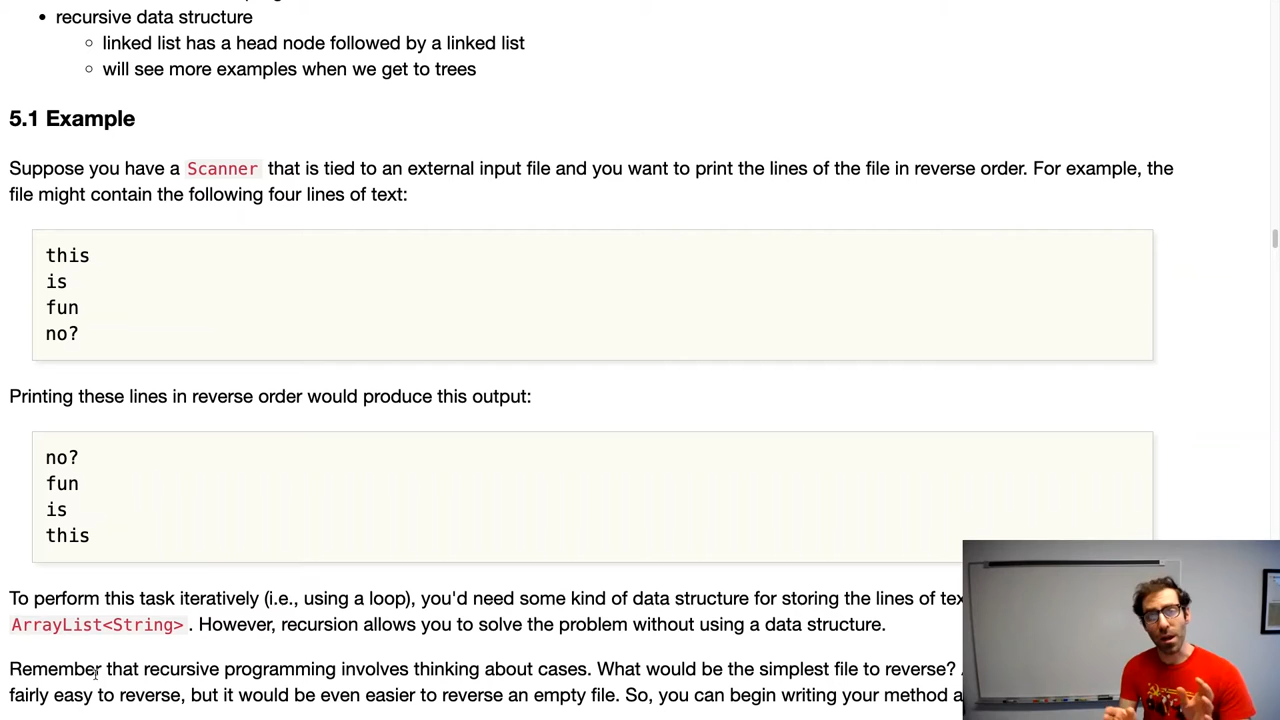 recursive data structure
linked list has a head node followed by a linked list
will see more examples when we get to trees
5.1 Example
Suppose you have a Scanner that is tied to an external input file and you want to print the lines of the file in reverse order. For example, the
file might contain the following four lines of text:
this
is
fun
no?
Printing these lines in reverse order would produce this output:
no?
fun
is
this
To perform this task iteratively (i.e., using a loop), you'd need some kind of data structure for storing the lines of
ArrayList<String>. However, recursion allows you to solve the problem without using a data structure.
Remember that recursive programming involves thinking about cases. What would be the simplest file to reverse?
fairly easy to reverse, but it would be even easier to reverse an empty file. So, you can begin writing your method